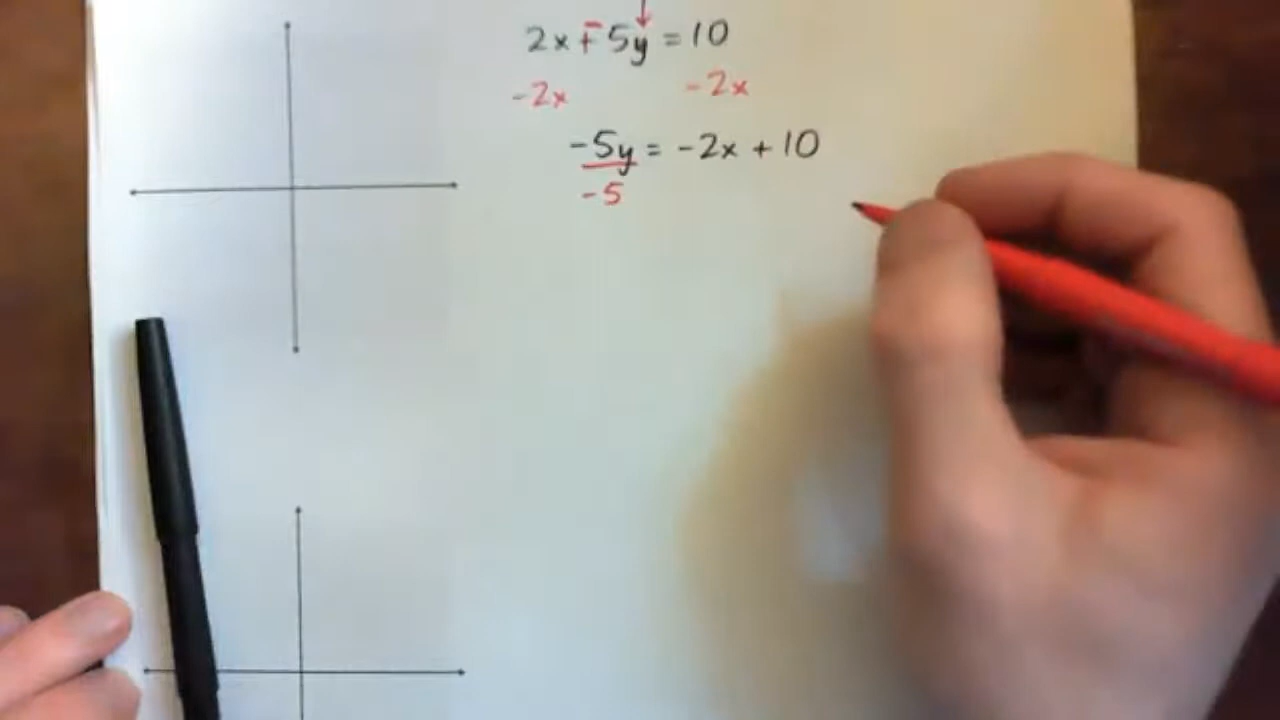 2x - 5y = 10
-2x -2x
-5y = -2x + 10
-5